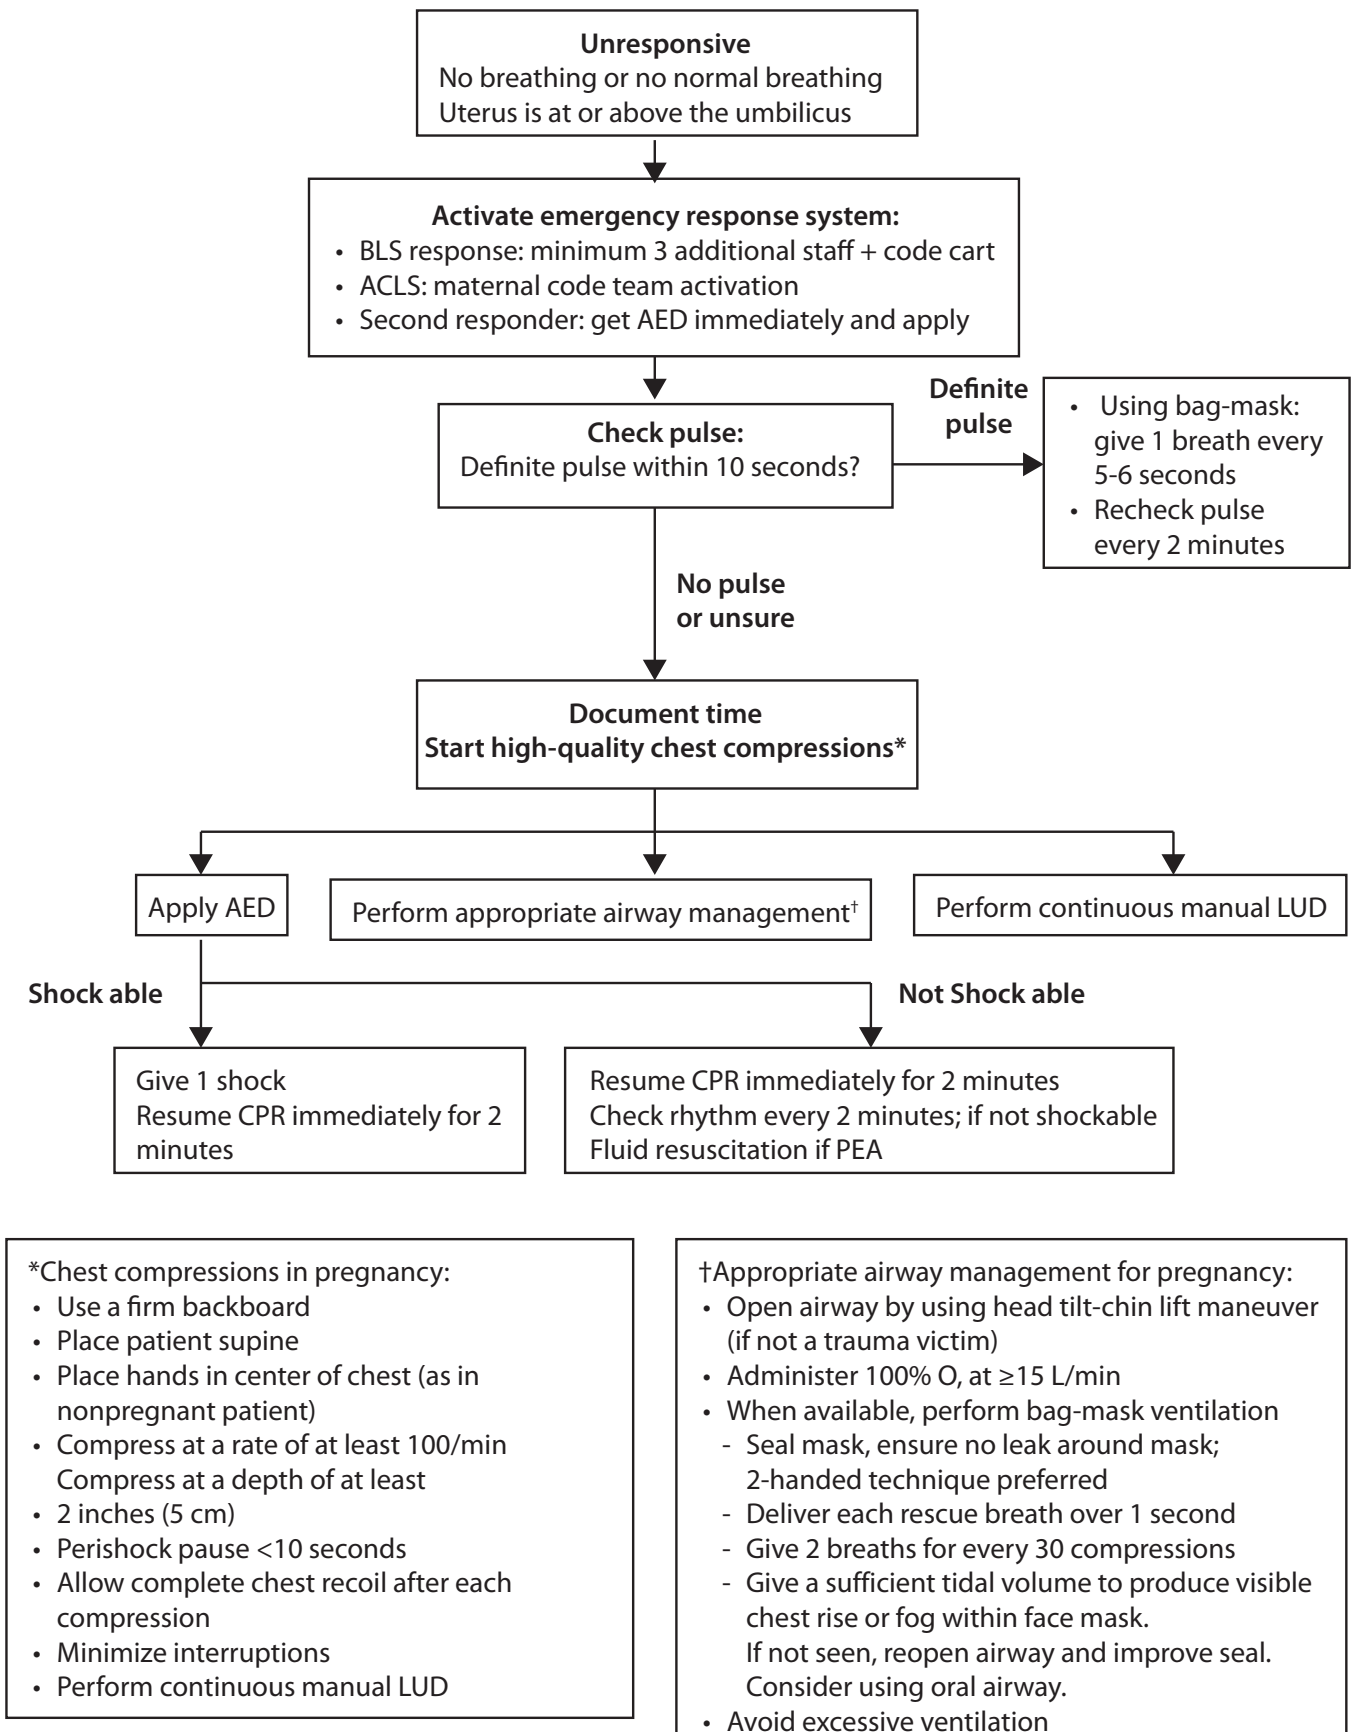 Unresponsive
No breathing or no normal breathing
Uterus is at or above the umbilicus
Activate emergency response system:
• BLS response: minimum 3 additional staff + code cart
• ACLS: maternal code team activation
• Second responder: get AED immediately and apply
Check pulse:
Definite pulse within 10 seconds?
Definite
pulse
• Using bag-mask:
give 1 breath every
5-6 seconds
• Recheck pulse
every 2 minutes
No pulse
or unsure
Document time
Start high-quality chest compressions*
Apply AED
Perform appropriate airway management†
Perform continuous manual LUD
Shock able
Not Shock able
Give 1 shock
Resume CPR immediately for 2
minutes
Resume CPR immediately for 2 minutes
Check rhythm every 2 minutes; if not shockable
Fluid resuscitation if PEA
*Chest compressions in pregnancy:
• Use a firm backboard
• Place patient supine
• Place hands in center of chest (as in
nonpregnant patient)
• Compress at a rate of at least 100/min
Compress at a depth of at least
• 2 inches (5 cm)
• Perishock pause <10 seconds
• Allow complete chest recoil after each
compression
• Minimize interruptions
• Perform continuous manual LUD
†Appropriate airway management for pregnancy:
• Open airway by using head tilt-chin lift maneuver
(if not a trauma victim)
• Administer 100% O, at ≥15 L/min
• When available, perform bag-mask ventilation
- Seal mask, ensure no leak around mask;
2-handed technique preferred
- Deliver each rescue breath over 1 second
- Give 2 breaths for every 30 compressions
- Give a sufficient tidal volume to produce visible
chest rise or fog within face mask.
If not seen, reopen airway and improve seal.
Consider using oral airway.
• Avoid excessive ventilation